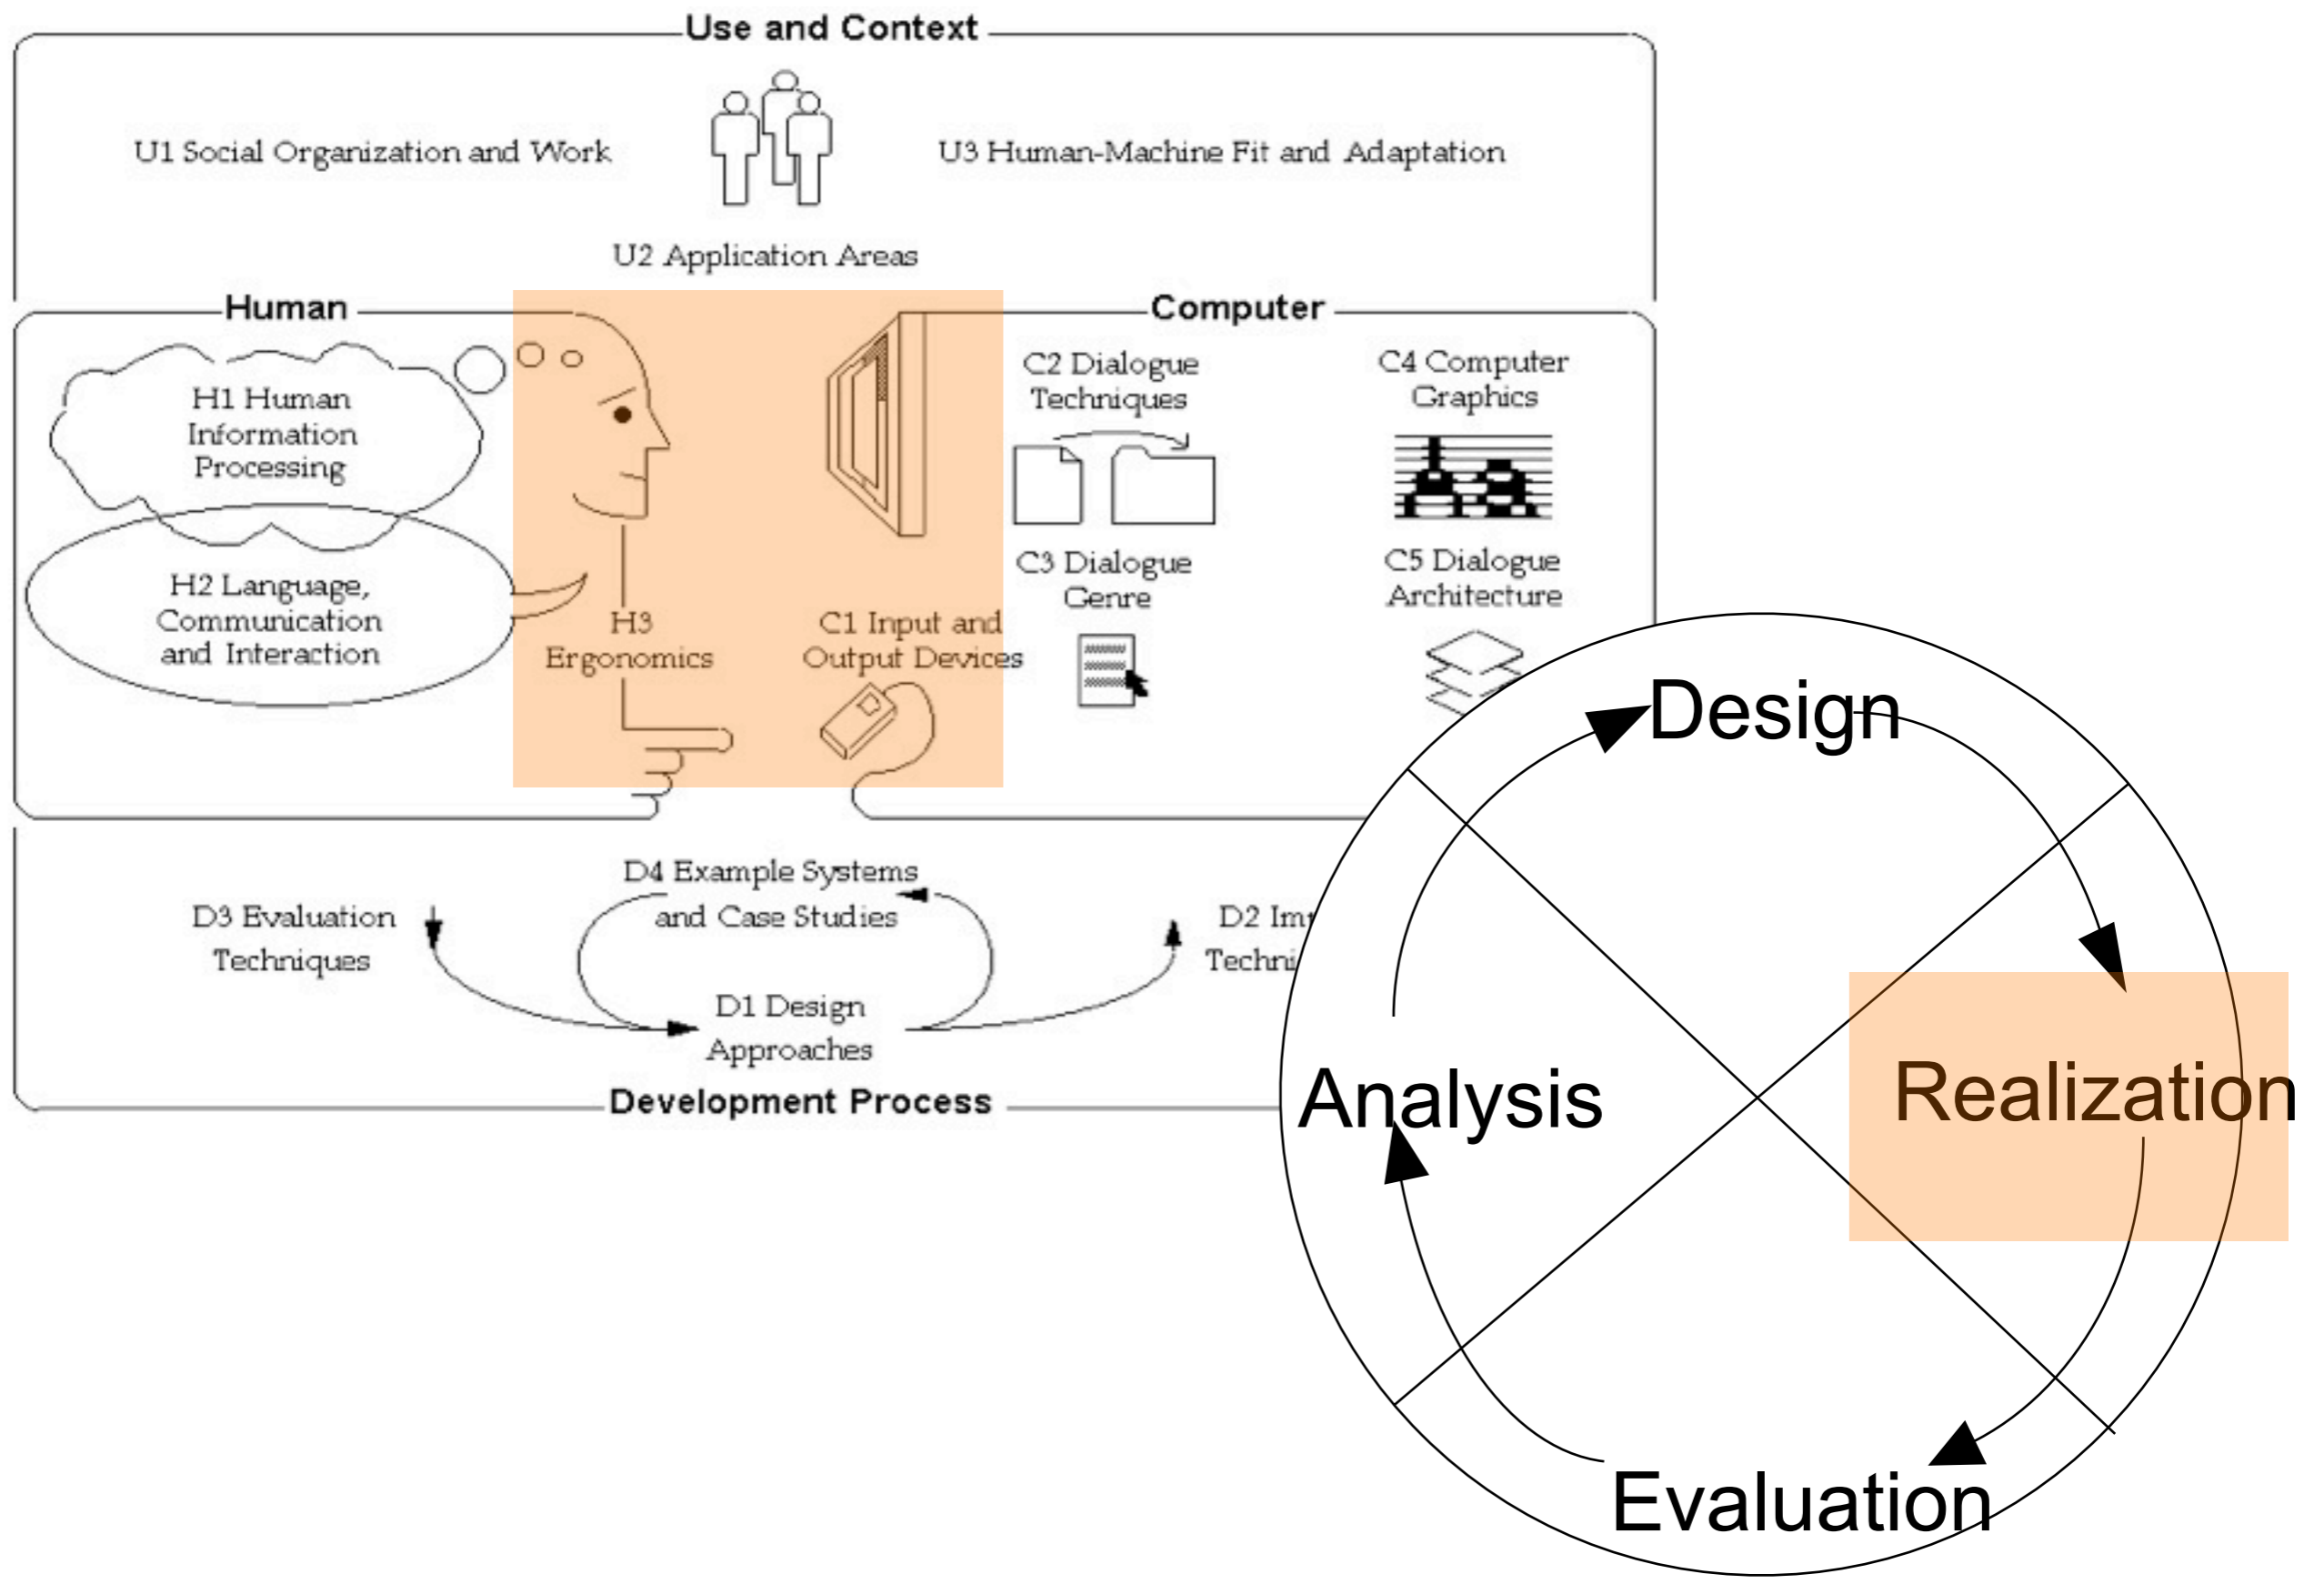 Use and Context
U1 Social Organization and Work
U3 Human-Machine Fit and Adaptation
U2 Application Areas
Human
H1 Human
Information
Processing
H2 Language,
Communication
and Interaction
H3
Ergonomics
Computer
C1 Input and
Output Devices
C2 Dialogue
Techniques
C3 Dialogue
Genre
C4 Computer
Graphics
C5 Dialogue
Architecture
D3 Evaluation
Techniques
D4 Example Systems
and Case Studies
D1 Design
Approaches
D2
Development Process
Design
Realization
Evaluation
Analysis